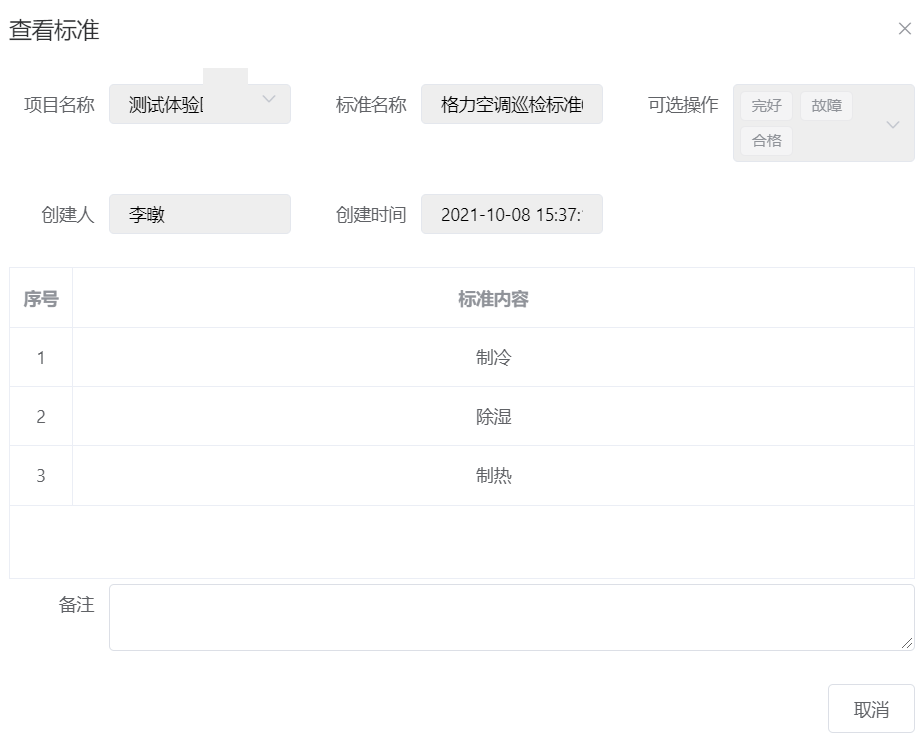 查看标准
项目名称 测试体验 标准名称 格力空调巡检标准 可选操作 完好 故障
合格
创建人 李暾 创建时间 2021-10-08 15:37:
序号 标准内容
1 制冷
2 除湿
3 制热
备注
取消